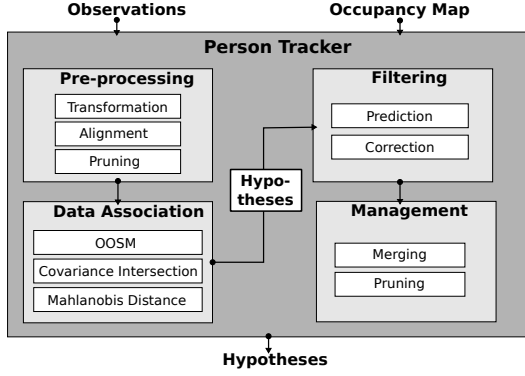 Observations
Occupancy Map
Person Tracker
Pre-processing
Transformation
Alignment
Pruning
Data Association
OOSM
Covariance Intersection
Mahlanobis Distance
Hypo-
theses
Filtering
Prediction
Correction
Management
Merging
Pruning
Hypotheses